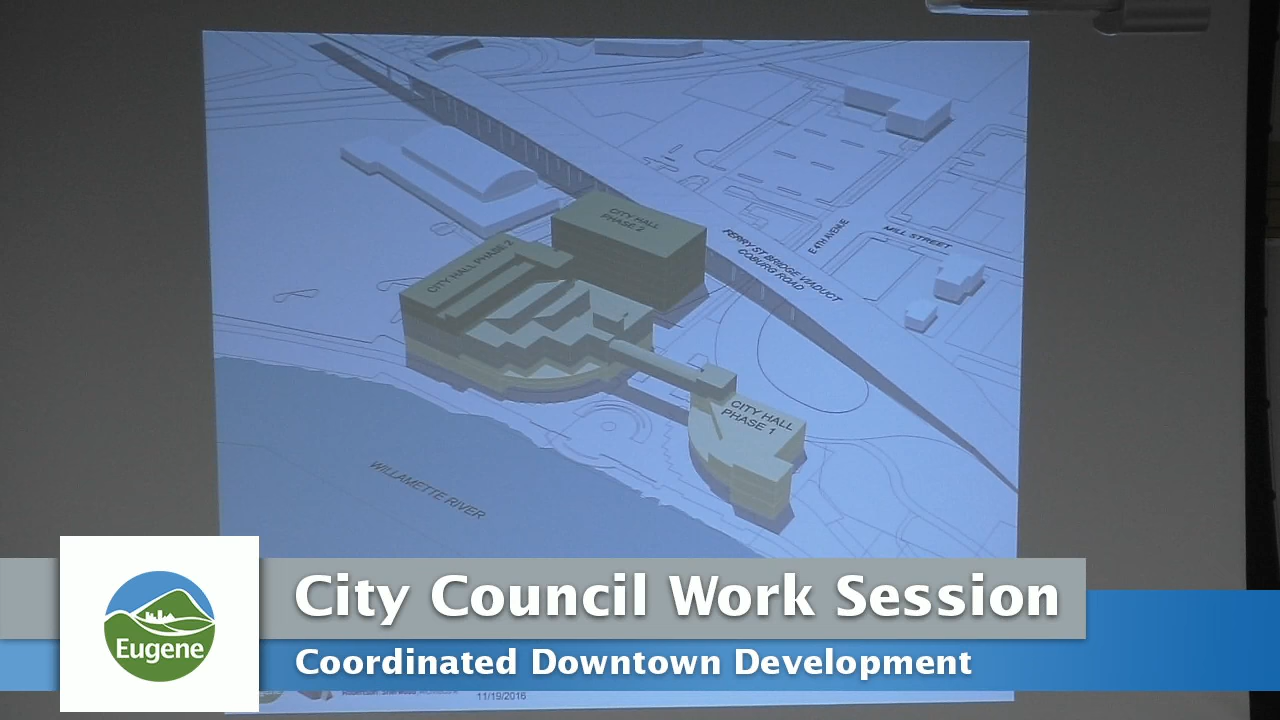 CITY HALL
PHASE 2
CITY HALL PHASE 2
FERRY ST BRIDGE VIADUCT
COBURG ROAD
E 4TH AVENUE
MILL STREET
CITY HALL
PHASE 1
WILLAMETTE RIVER
City Council Work Session
Eugene
Coordinated Downtown Development
11/19/2016